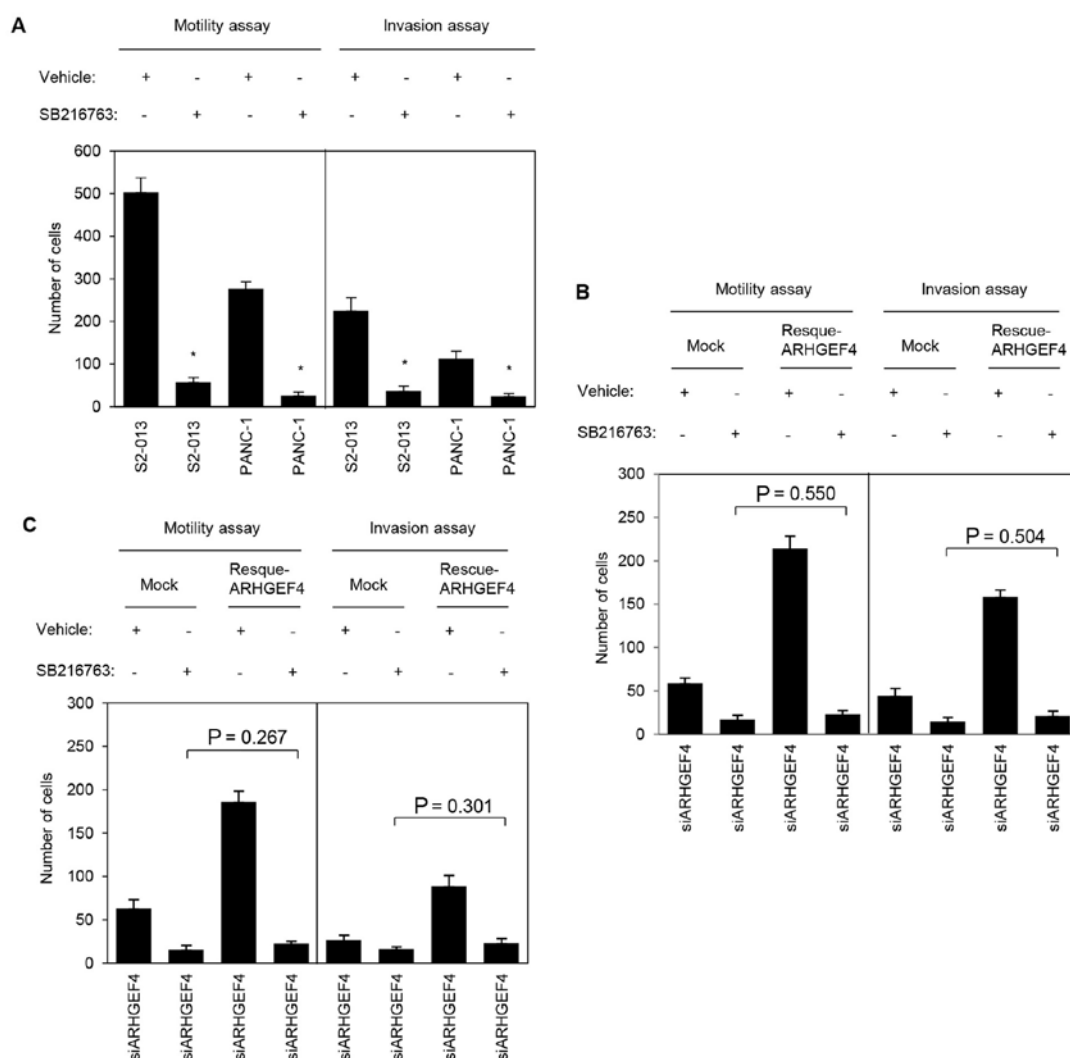 A
Motility assay Invasion assay
Vehicle: + - + - + - + -
SB216763: - + - + - + - +
600
500
400
300
200
100
0
Number of cells
* * * *
S2-013 S2-013 PANC-1 PANC-1 S2-013 S2-013 PANC-1 PANC-1
B
Motility assay Invasion assay
Mock Resque-ARHGEF4 Mock Rescue-ARHGEF4
Vehicle: + - + - + - + -
SB216763: - + - + - + - +
300
250
200
150
100
50
0
Number of cells
P = 0.550
P = 0.504
siARHGEF4 siARHGEF4 siARHGEF4 siARHGEF4 siARHGEF4 siARHGEF4 siARHGEF4 siARHGEF4
C
Motility assay Invasion assay
Mock Resque-ARHGEF4 Mock Rescue-ARHGEF4
Vehicle: + - + - + - + -
SB216763: - + - + - + - +
300
250
200
150
100
50
0
Number of cells
P = 0.267
P = 0.301
siARHGEF4 siARHGEF4 siARHGEF4 siARHGEF4 siARHGEF4 siARHGEF4 siARHGEF4 siARHGEF4